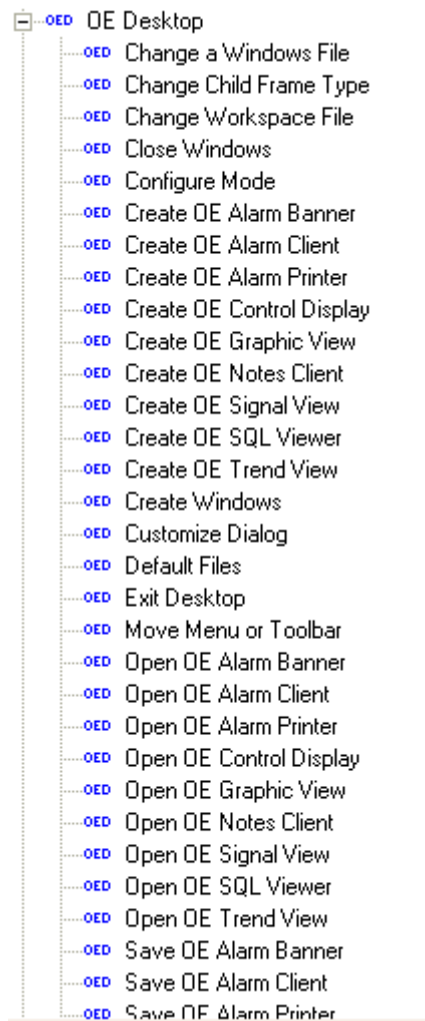 OED OE Desktop
OED Change a Windows File
OED Change Child Frame Type
OED Change Workspace File
OED Close Windows
OED Configure Mode
OED Create OE Alarm Banner
OED Create OE Alarm Client
OED Create OE Alarm Printer
OED Create OE Control Display
OED Create OE Graphic View
OED Create OE Notes Client
OED Create OE Signal View
OED Create OE SQL Viewer
OED Create OE Trend View
OED Create Windows
OED Customize Dialog
OED Default Files
OED Exit Desktop
OED Move Menu or Toolbar
OED Open OE Alarm Banner
OED Open OE Alarm Client
OED Open OE Alarm Printer
OED Open OE Control Display
OED Open OE Graphic View
OED Open OE Notes Client
OED Open OE Signal View
OED Open OE SQL Viewer
OED Open OE Trend View
OED Save OE Alarm Banner
OED Save OE Alarm Client
OED Save OE Alarm Printer